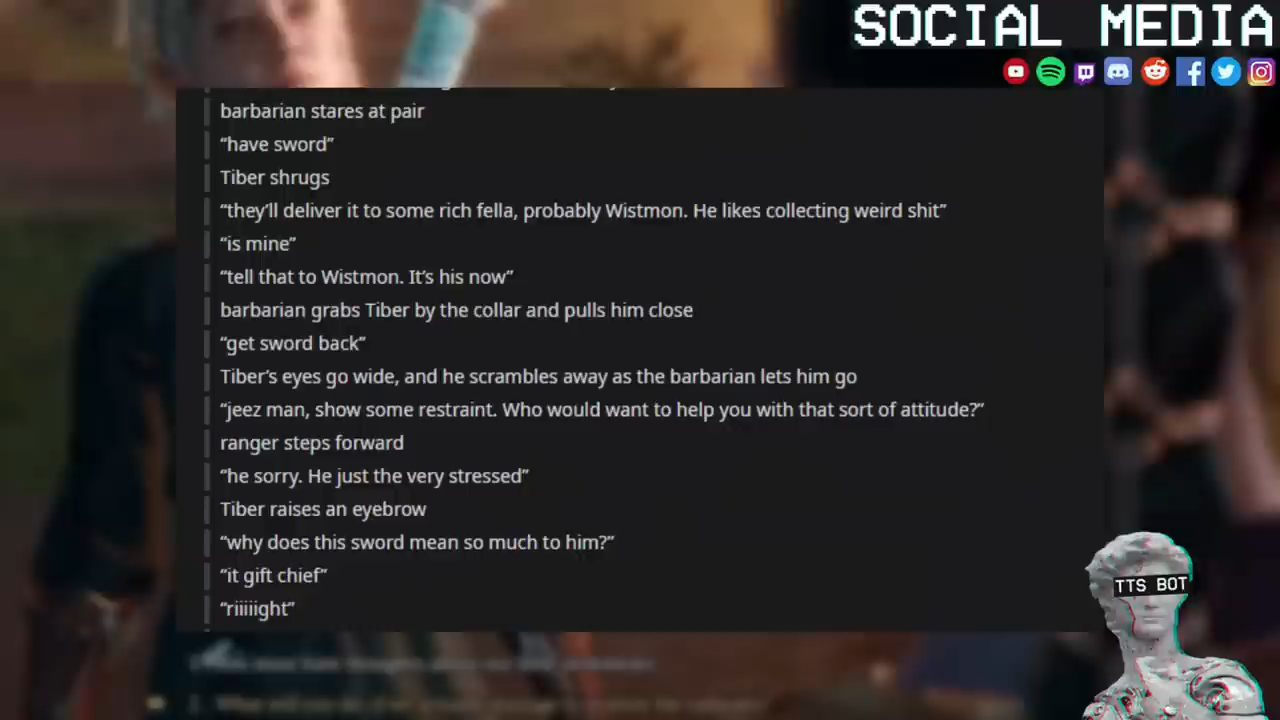 SOCIAL MEDIA
barbarian stares at pair
“have sword”
Tiber shrugs
“they’ll deliver it to some rich fella, probably Wistmon. He likes collecting weird shit”
“is mine”
“tell that to Wistmon. It’s his now”
barbarian grabs Tiber by the collar and pulls him close
“get sword back”
Tiber’s eyes go wide, and he scrambles away as the barbarian lets him go
“jeez man, show some restraint. Who would want to help you with that sort of attitude?”
ranger steps forward
“he sorry. He just the very stressed”
Tiber raises an eyebrow
“why does this sword mean so much to him?”
“it gift chief”
“riiiiight”
TTS BOT